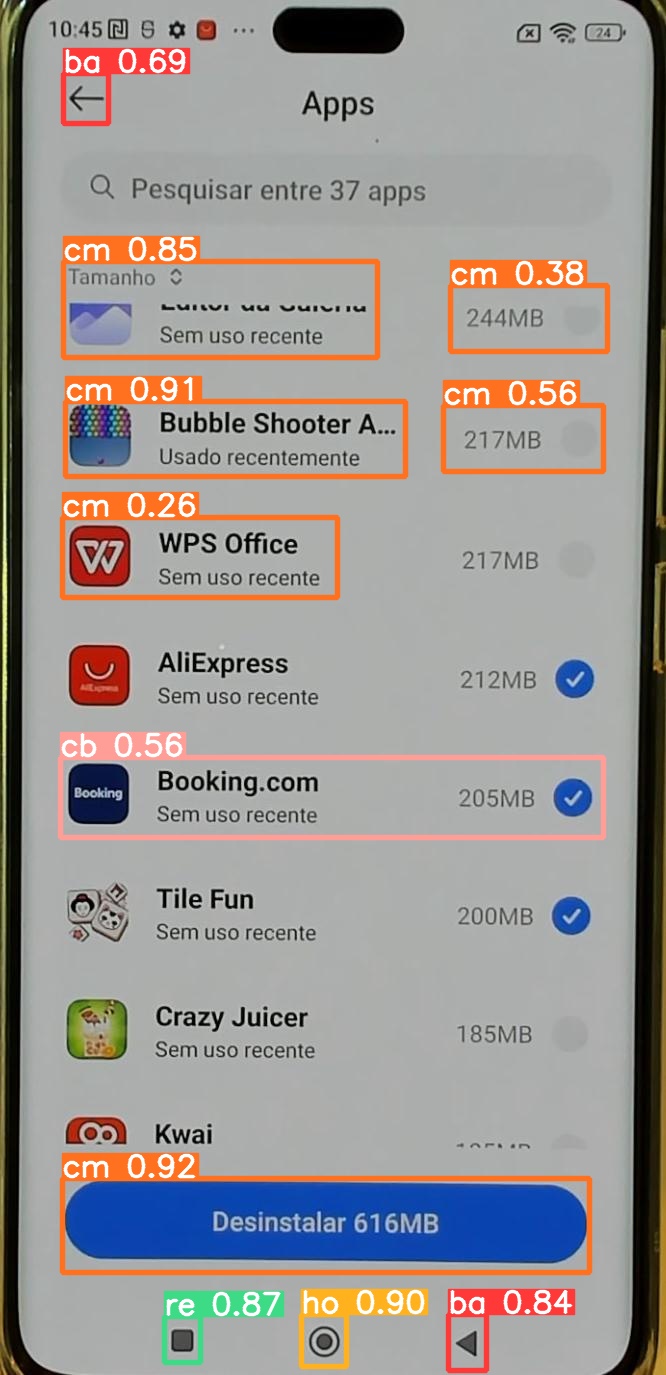 10:45
24
ba 0.69
Apps
Pesquisar entre 37 apps
cm 0.85
Tamanho
cm 0.38
Editor da Galeria
244MB
Sem uso recente
cm 0.91
cm 0.56
Bubble Shooter A...
217MB
Usado recentemente
cm 0.26
WPS Office
217MB
Sem uso recente
AliExpress
AliExpress
212MB
Sem uso recente
cb 0.56
Booking.com
Booking
205MB
Sem uso recente
Tile Fun
200MB
Sem uso recente
Crazy Juicer
185MB
Sem uso recente
Kwai
cm 0.92
Desinstalar 616MB
re 0.87
ho 0.90
ba 0.84